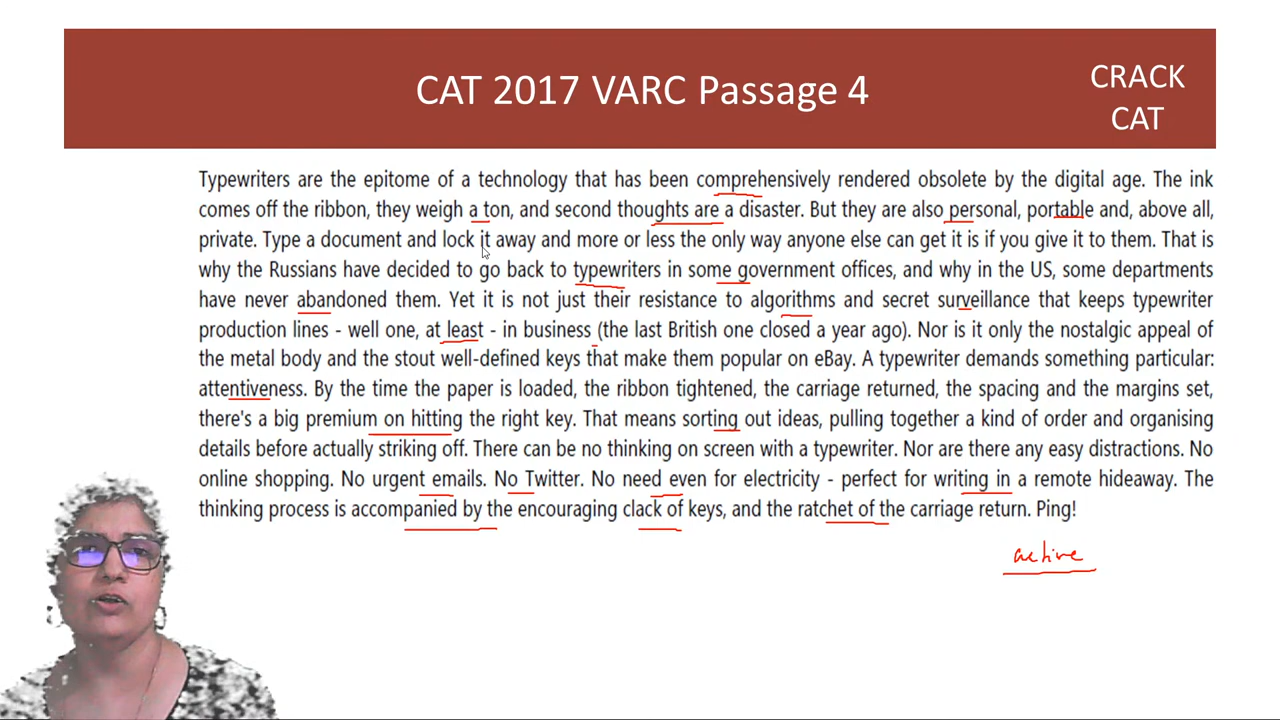 CAT 2017 VARC Passage 4
CRACK
CAT
Typewriters are the epitome of a technology that has been comprehensively rendered obsolete by the digital age. The ink
comes off the ribbon, they weigh a ton, and second thoughts are a disaster. But they are also personal, portable and, above all,
private. Type a document and lock it away and more or less the only way anyone else can get it is if you give it to them. That is
why the Russians have decided to go back to typewriters in some government offices, and why in the US, some departments
have never abandoned them. Yet it is not just their resistance to algorithms and secret surveillance that keeps typewriter
production lines - well one, at least - in business (the last British one closed a year ago). Nor is it only the nostalgic appeal of
the metal body and the stout well-defined keys that make them popular on eBay. A typewriter demands something particular:
attentiveness. By the time the paper is loaded, the ribbon tightened, the carriage returned, the spacing and the margins set,
there's a big premium on hitting the right key. That means sorting out ideas, pulling together a kind of order and organising
details before actually striking off. There can be no thinking on screen with a typewriter. Nor are there any easy distractions. No
online shopping. No urgent emails. No Twitter. No need even for electricity - perfect for writing in a remote hideaway. The
thinking process is accompanied by the encouraging clack of keys, and the ratchet of the carriage return. Ping!
active